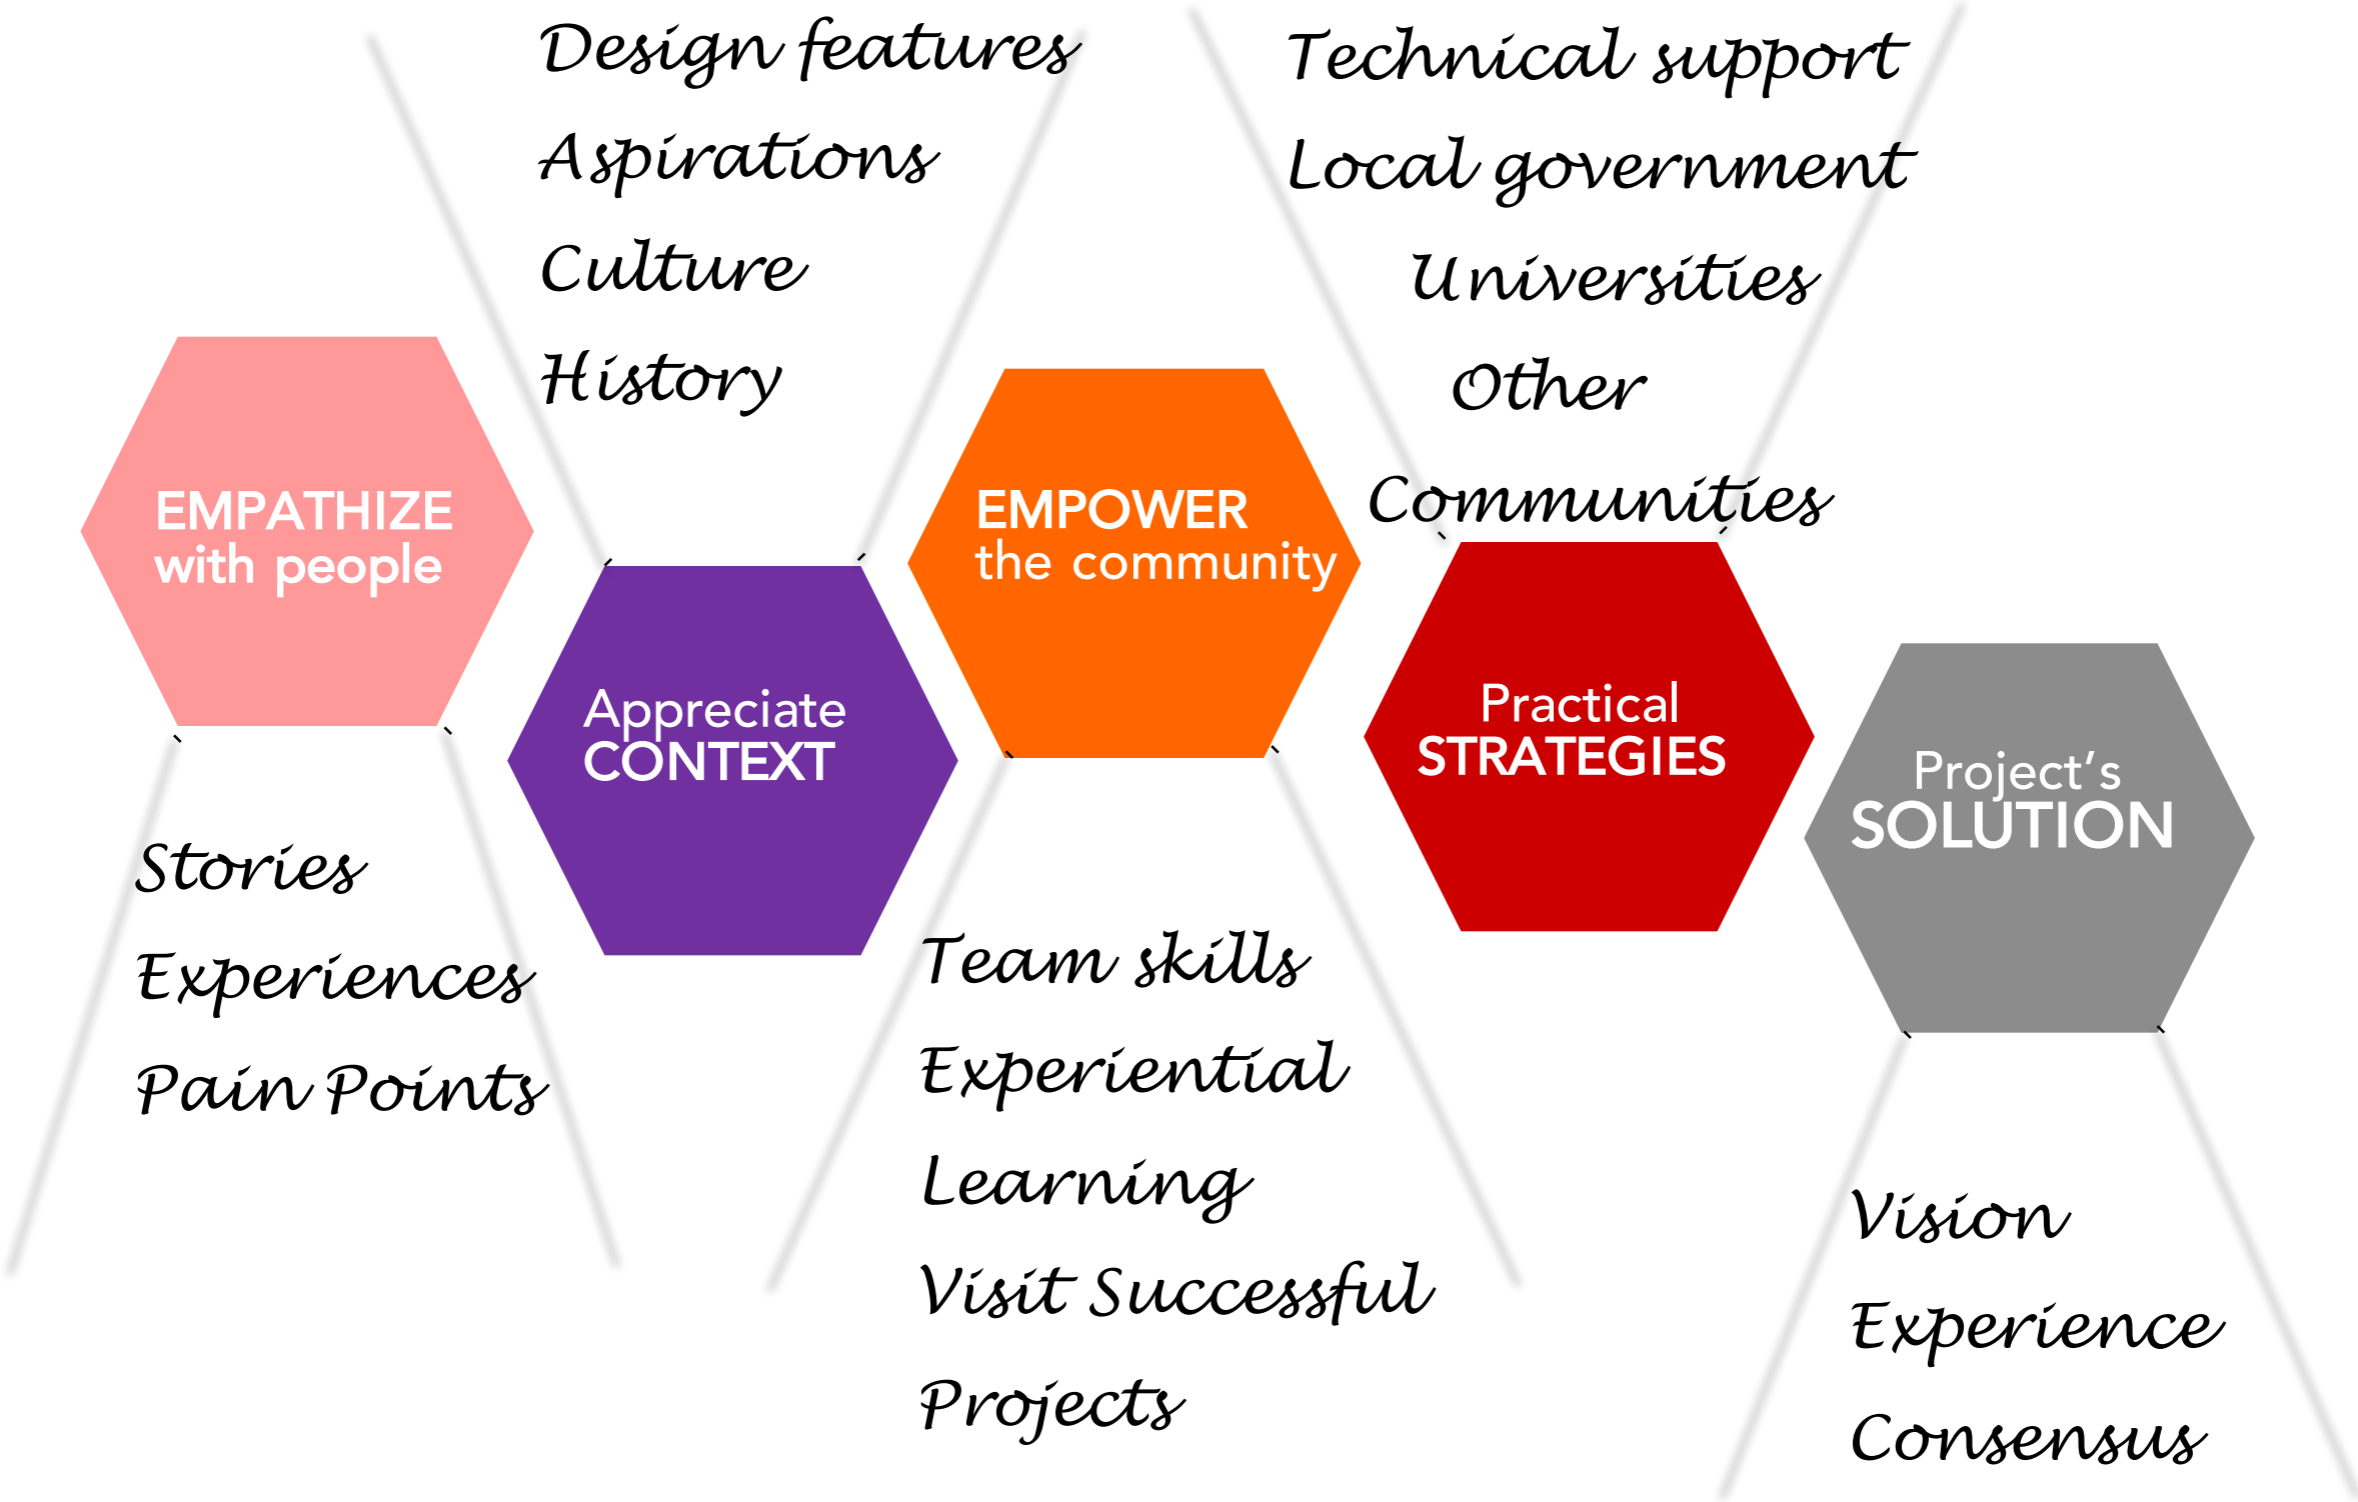 EMPATHIZE
with people
Stories
Experiences
Pain Points
Design features
Aspirations
Culture
History
Appreciate
CONTEXT
EMPOWER
the community
Team skills
Experiential
Learning
Visit Successful
Projects
Technical support
Local government
Universities
Other
Communities
Practical
STRATEGIES
Project’s
SOLUTION
Vision
Experience
Consensus